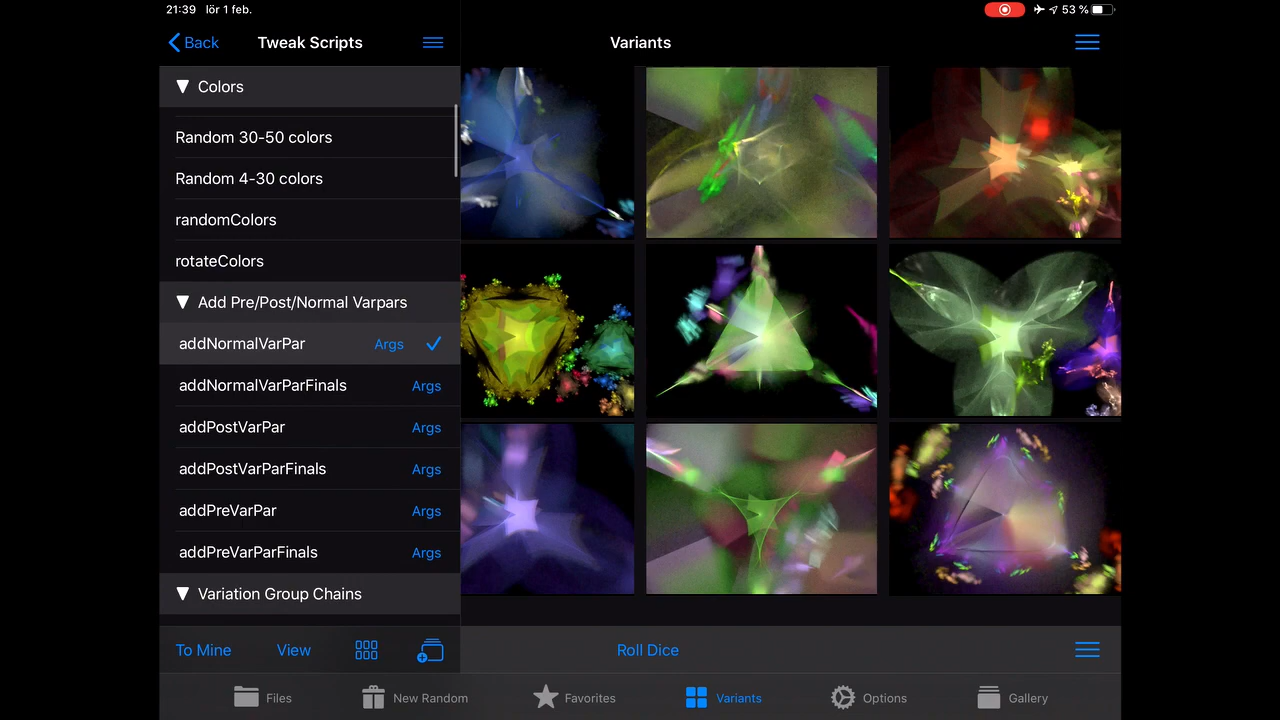 21:39 lör 1 feb.
53 %
Back
Tweak Scripts
Variants
Colors
Random 30-50 colors
Random 4-30 colors
randomColors
rotateColors
Add Pre/Post/Normal Varpars
addNormalVarPar Args
addNormalVarParFinals Args
addPostVarPar Args
addPostVarParFinals Args
addPreVarPar Args
addPreVarParFinals Args
Variation Group Chains
To Mine View
Roll Dice
Files New Random Favorites Variants Options Gallery